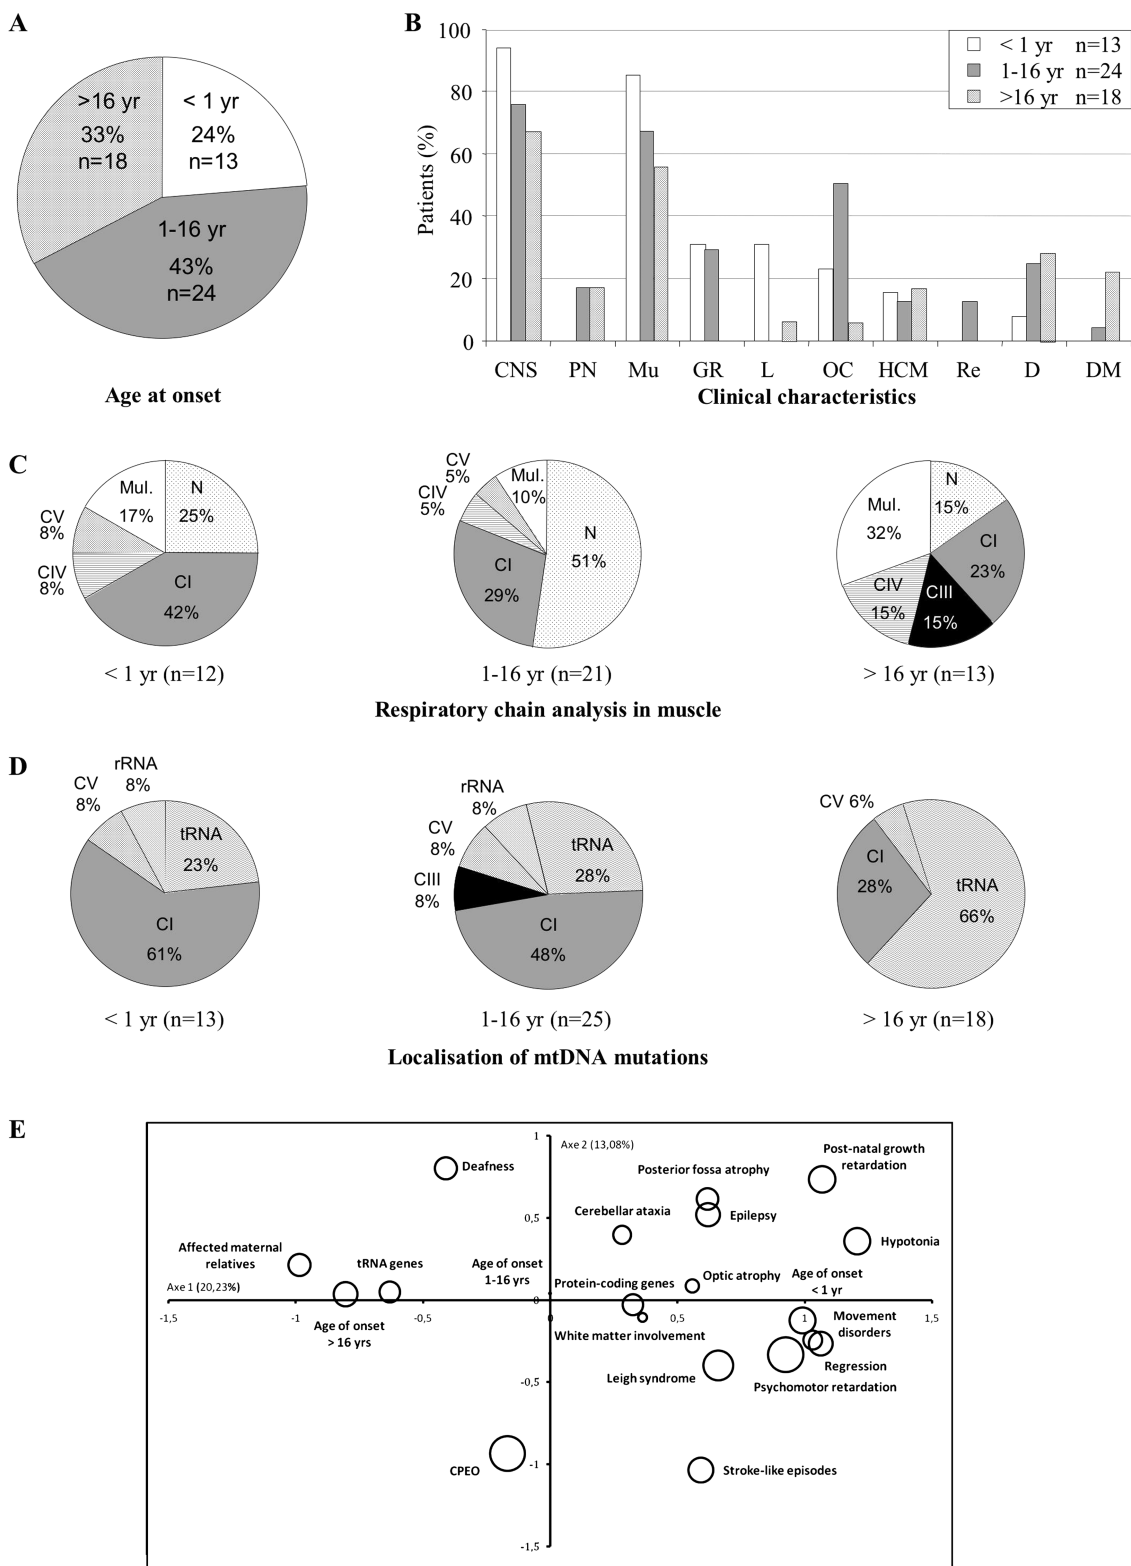 A
>16 yr
33%
n=18
< 1 yr
24%
n=13
1-16 yr
43%
n=24
Age at onset
B
100
80
60
40
20
0
Patients (%)
< 1 yr n=13
1-16 yr n=24
>16 yr n=18
CNS PN Mu GR L OC HCM Re D DM
Clinical characteristics
C
Mul.
17%
N
25%
CV
8%
CIV
8%
CI
42%
< 1 yr (n=12)
CV
5%
CIV
5%
Mul.
10%
N
51%
CI
29%
1-16 yr (n=21)
Mul.
32%
N
15%
CI
23%
CIV
15%
CIII
15%
> 16 yr (n=13)
Respiratory chain analysis in muscle
D
rRNA
8%
CV
8%
tRNA
23%
CI
61%
< 1 yr (n=13)
rRNA
8%
CV
8%
CIII
8%
tRNA
28%
CI
48%
1-16 yr (n=25)
CV 6%
CI
28%
tRNA
66%
> 16 yr (n=18)
Localisation of mtDNA mutations
E
1
Axe 2 (13,08%)
Post-natal growth
retardation
Deafness
Posterior fossa atrophy
0,5
Cerebellar ataxia
Epilepsy
Hypotonia
Affected maternal
relatives
tRNA genes
Age of onset
1-16 yrs
Optic atrophy
Age of onset
< 1 yr
Axe 1 (20,23%)
Protein-coding genes
0
-1,5 -1 -0,5 0 0,5 1 1,5
Age of onset
> 16 yrs
Movement
disorders
White matter involvement
Regression
Leigh syndrome
Psychomotor retardation
-0,5
CPEO
-1
Stroke-like episodes
-1,5